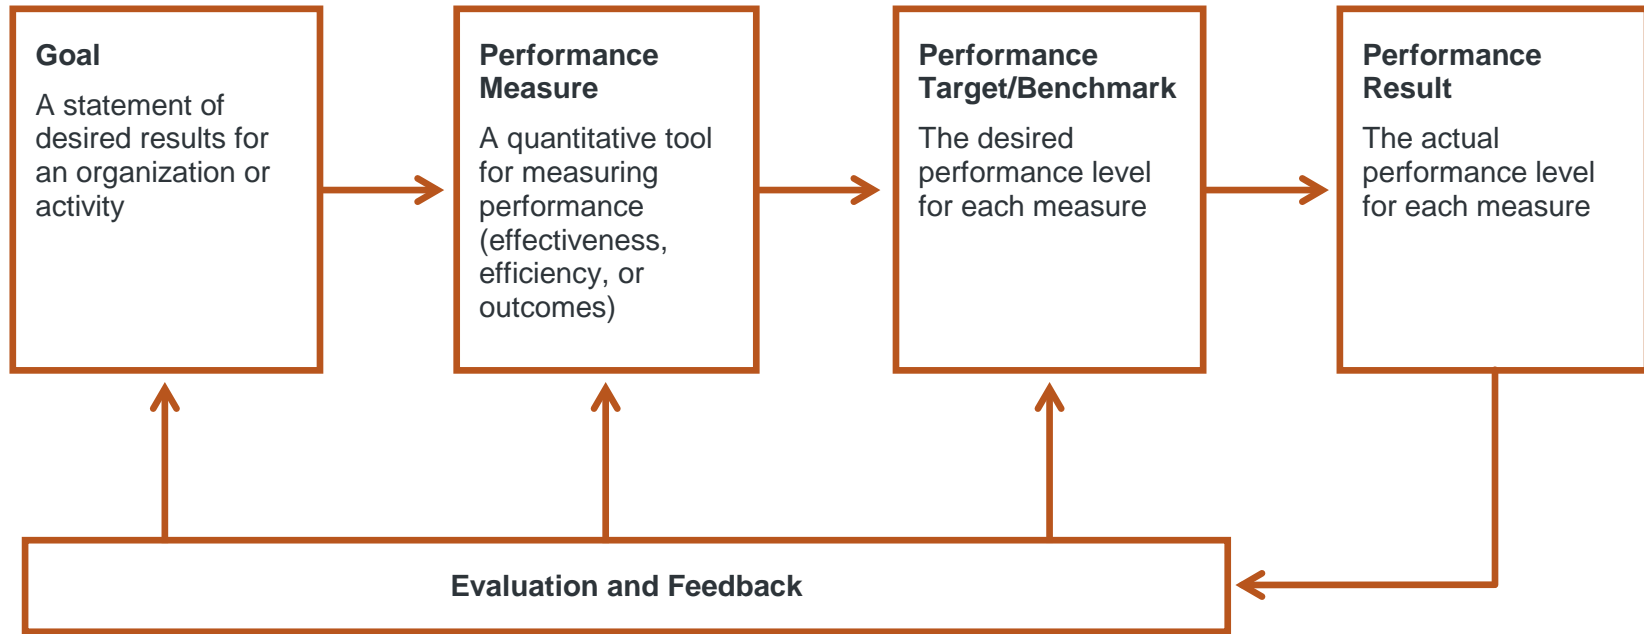 Goal
A statement of
desired results for
an organization or
activity
Performance
Measure
A quantitative tool
for measuring
performance
(effectiveness,
efficiency, or
outcomes)
Performance
Target/Benchmark
The desired
performance level
for each measure
Performance
Result
The actual
performance level
for each measure
Evaluation and Feedback